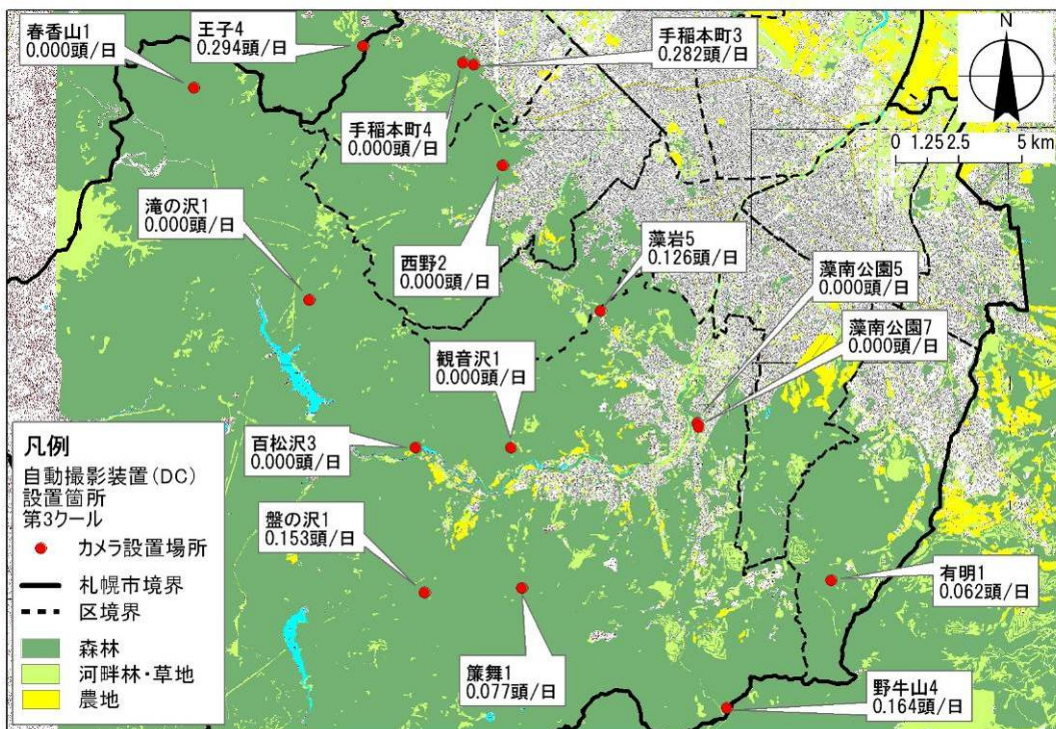 春香山1
0.000頭/日
王子4
0.294頭/日
手稲本町3
0.282頭/日
N
手稲本町4
0.000頭/日
0 1.25 2.5 5 km
滝の沢1
0.000頭/日
西野2
0.000頭/日
藻岩5
0.126頭/日
藻南公園5
0.000頭/日
藻南公園7
0.000頭/日
観音沢1
0.000頭/日
百松沢3
0.000頭/日
盤の沢1
0.153頭/日
有明1
0.062頭/日
簾舞1
0.077頭/日
野牛山4
0.164頭/日
凡例
自動撮影装置(DC)
設置箇所
第3クール
カメラ設置場所
札幌市境界
区境界
森林
河畔林・草地
農地